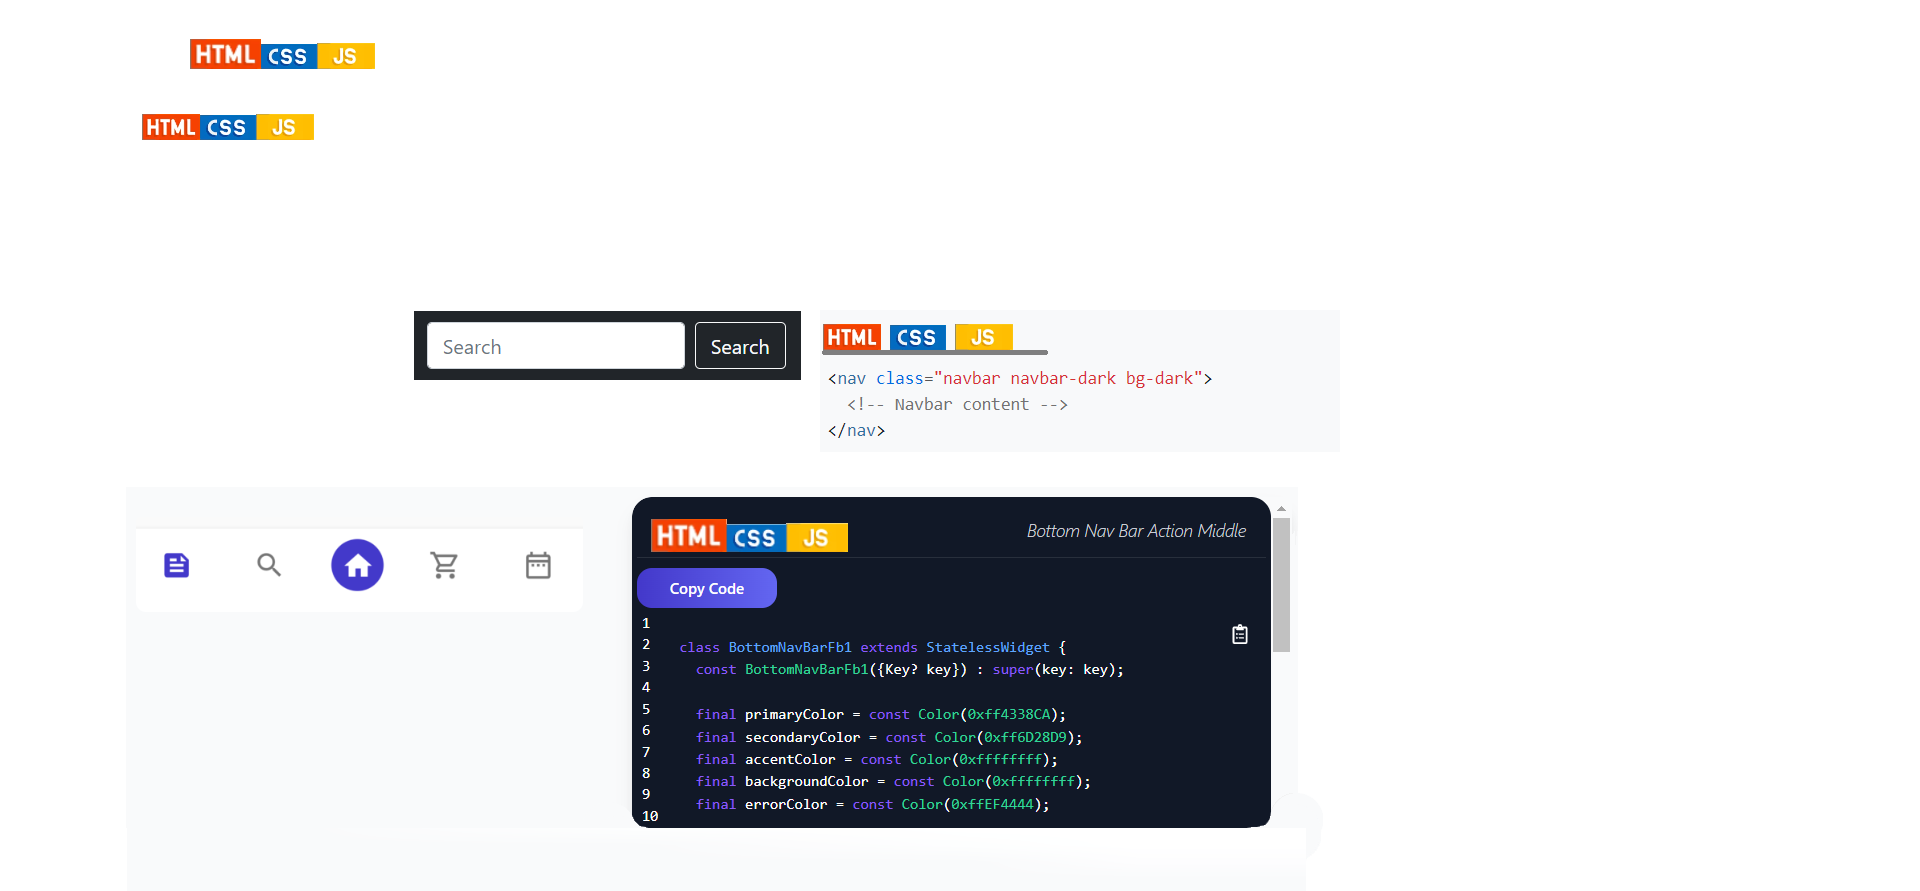 HTML CSS JS
HTML CSS JS
Search Search
HTML CSS JS
<nav class="navbar navbar-dark bg-dark">
<!-- Navbar content -->
</nav>
HTML CSS JS
Bottom Nav Bar Action Middle
Copy Code
1
2 class BottomNavBarFb1 extends StatelessWidget {
3 const BottomNavBarFb1({Key? key}) : super(key: key);
4
5 final primaryColor = const Color(0xff4338CA);
6 final secondaryColor = const Color(0xff6D28D9);
7 final accentColor = const Color(0xffffffff);
8 final backgroundColor = const Color(0xffffffff);
9 final errorColor = const Color(0xffEF4444);
10